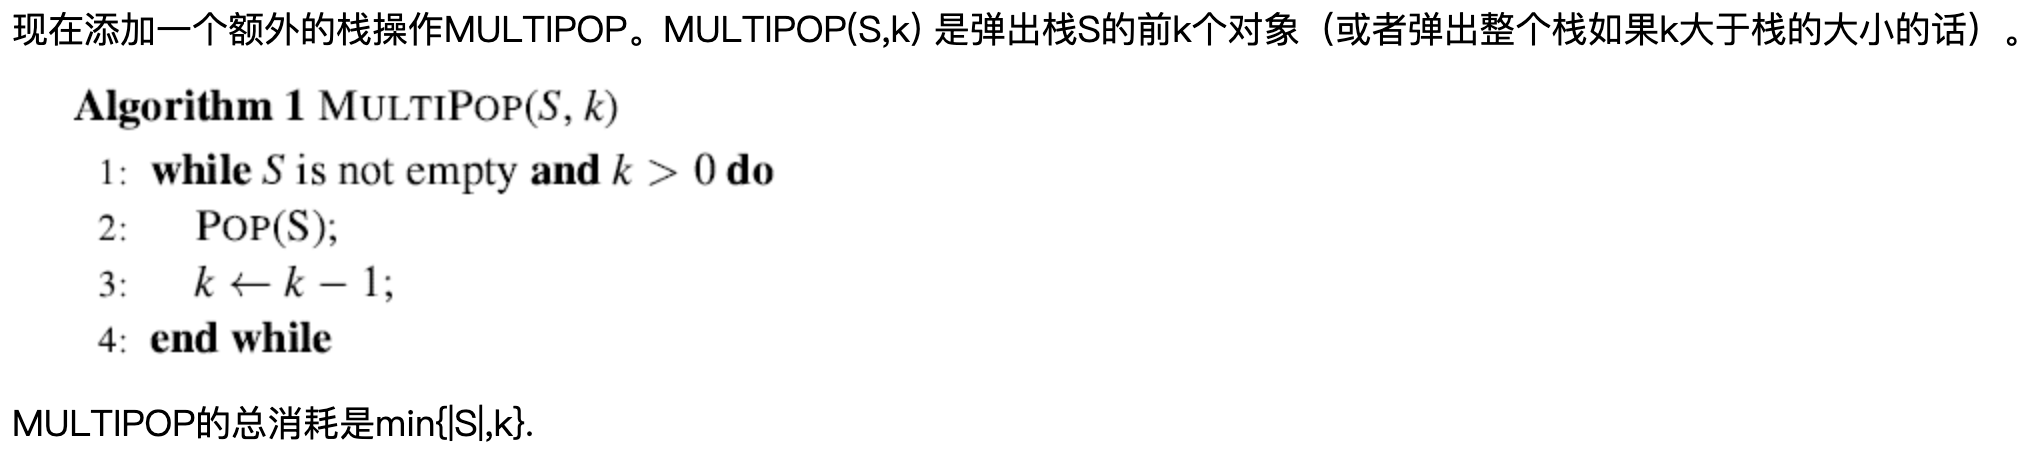 现在添加一个额外的栈操作MULTIPOP。MULTIPOP(S,k) 是弹出栈S的前k个对象（或者弹出整个栈如果k大于栈的大小的话）。
Algorithm 1 MULTIPOP(S, k)
1: while S is not empty and k > 0 do
2: POP(S);
3: k ← k − 1;
4: end while
MULTIPOP的总消耗是min{|S|,k}.